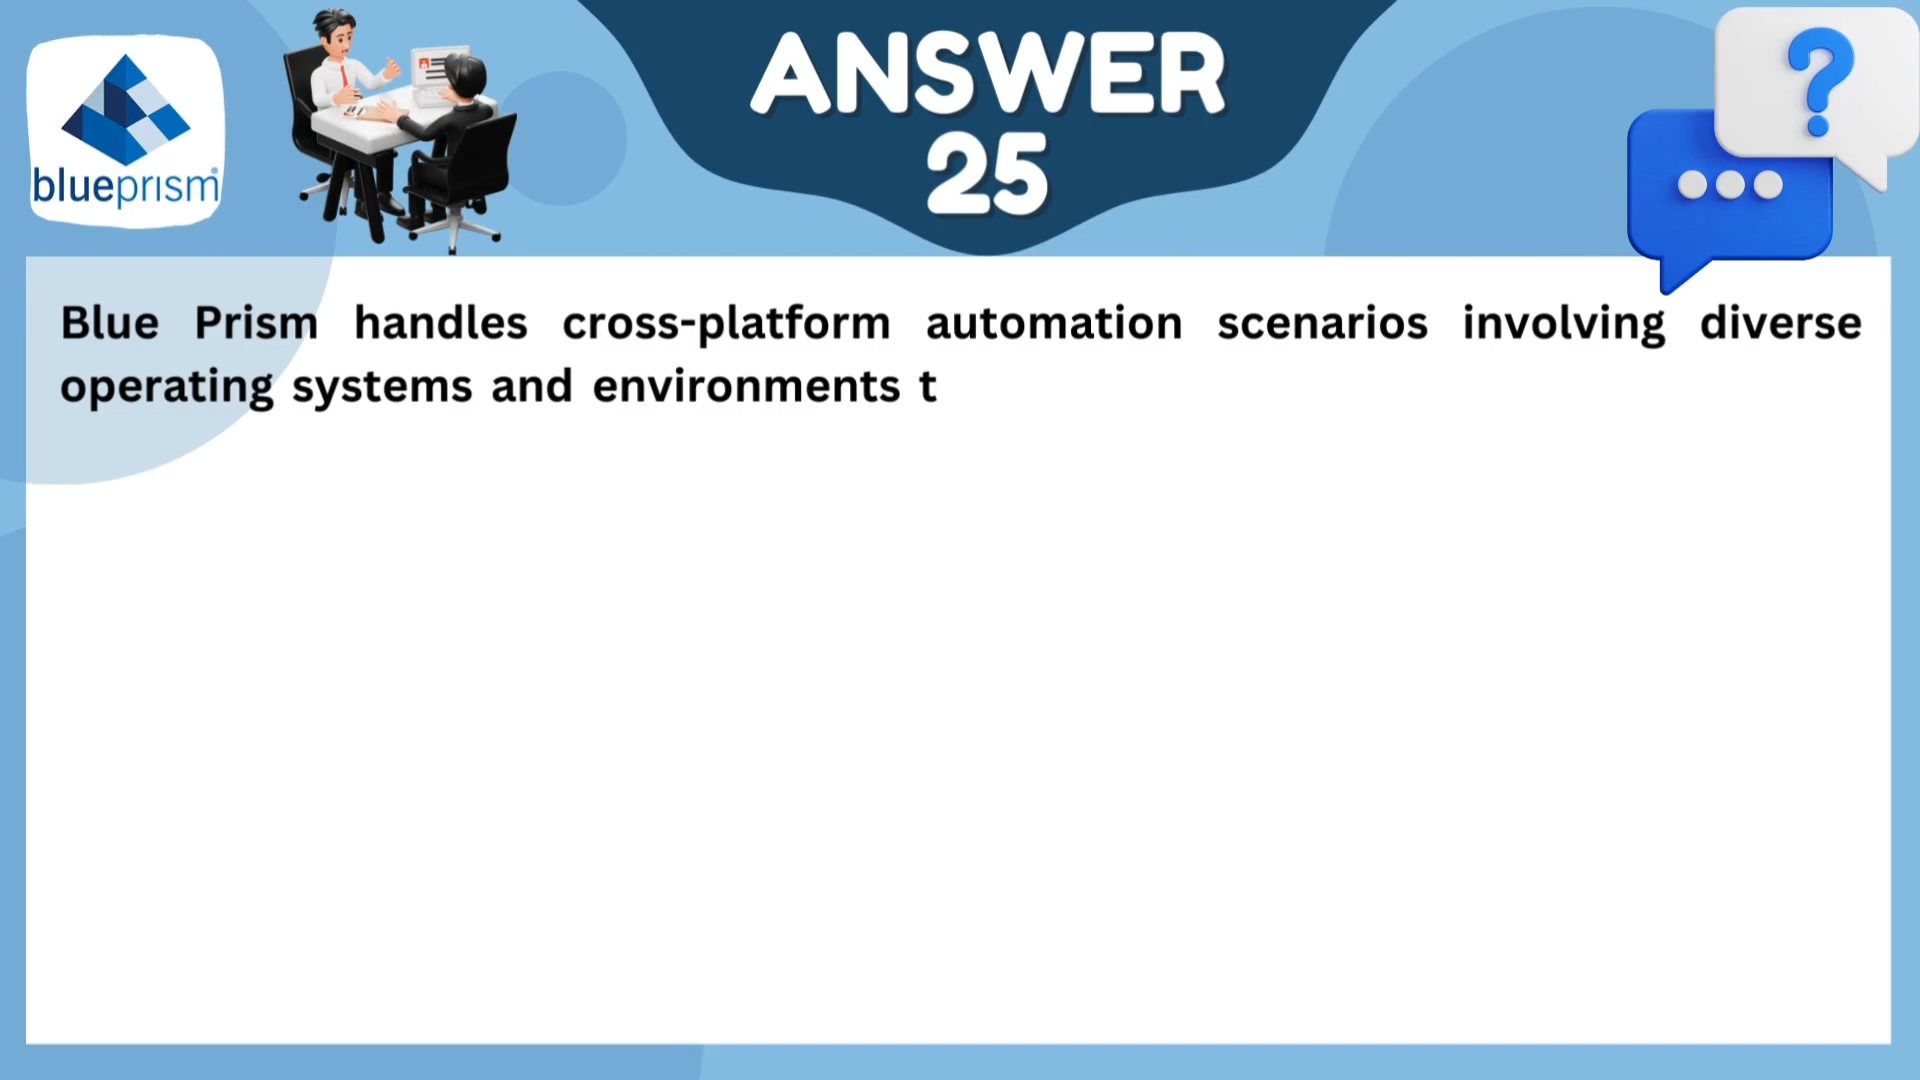 blueprism
ANSWER
25
Blue Prism handles cross-platform automation scenarios involving diverse
operating systems and environments t